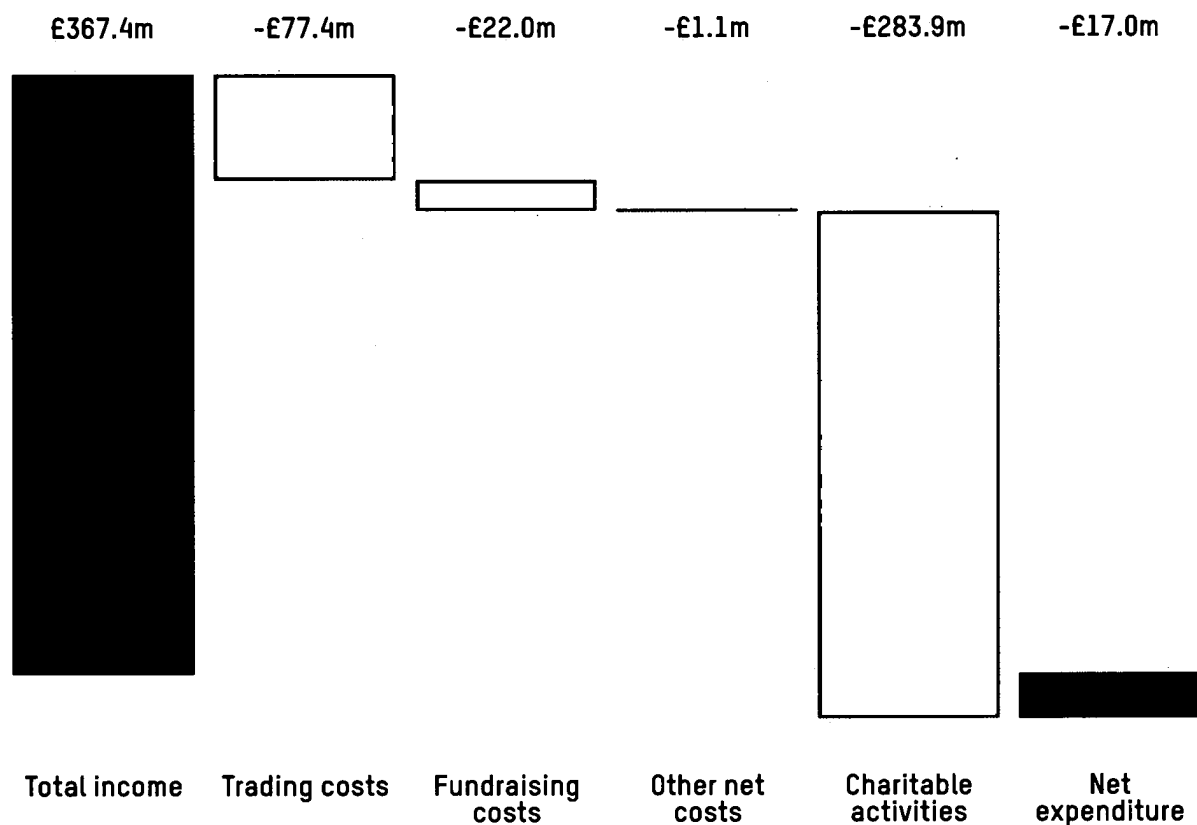 £367.4m -£77.4m -£22.0m -£1.1m -£283.9m -£17.0m
Total income Trading costs Fundraising Other net Charitable Net
costs costs activities expenditure